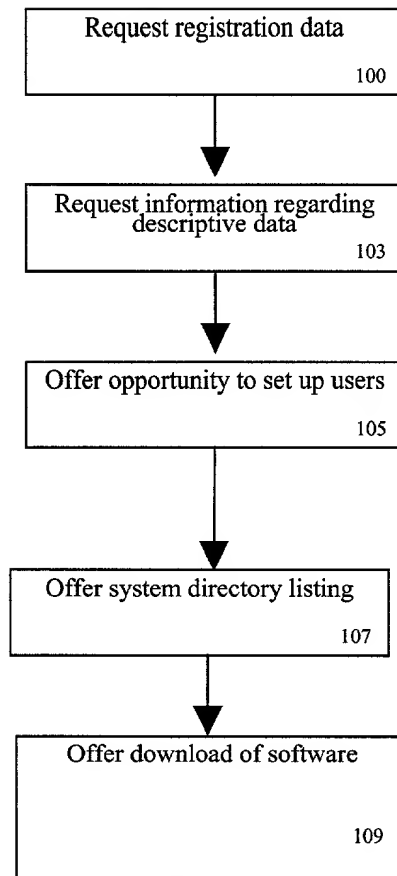 Request registration data
100
Request information regarding
descriptive data
103
Offer opportunity to set up users
105
Offer system directory listing
107
Offer download of software
109